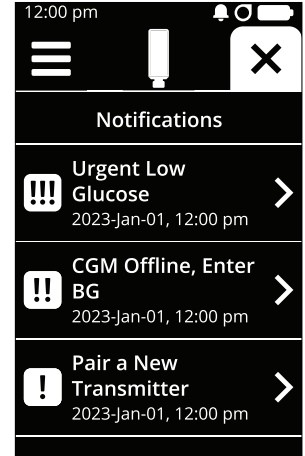 12:00 pm
Notifications
!!! Urgent Low
Glucose
2023-Jan-01, 12:00 pm
!! CGM Offline, Enter
BG
2023-Jan-01, 12:00 pm
! Pair a New
Transmitter
2023-Jan-01, 12:00 pm